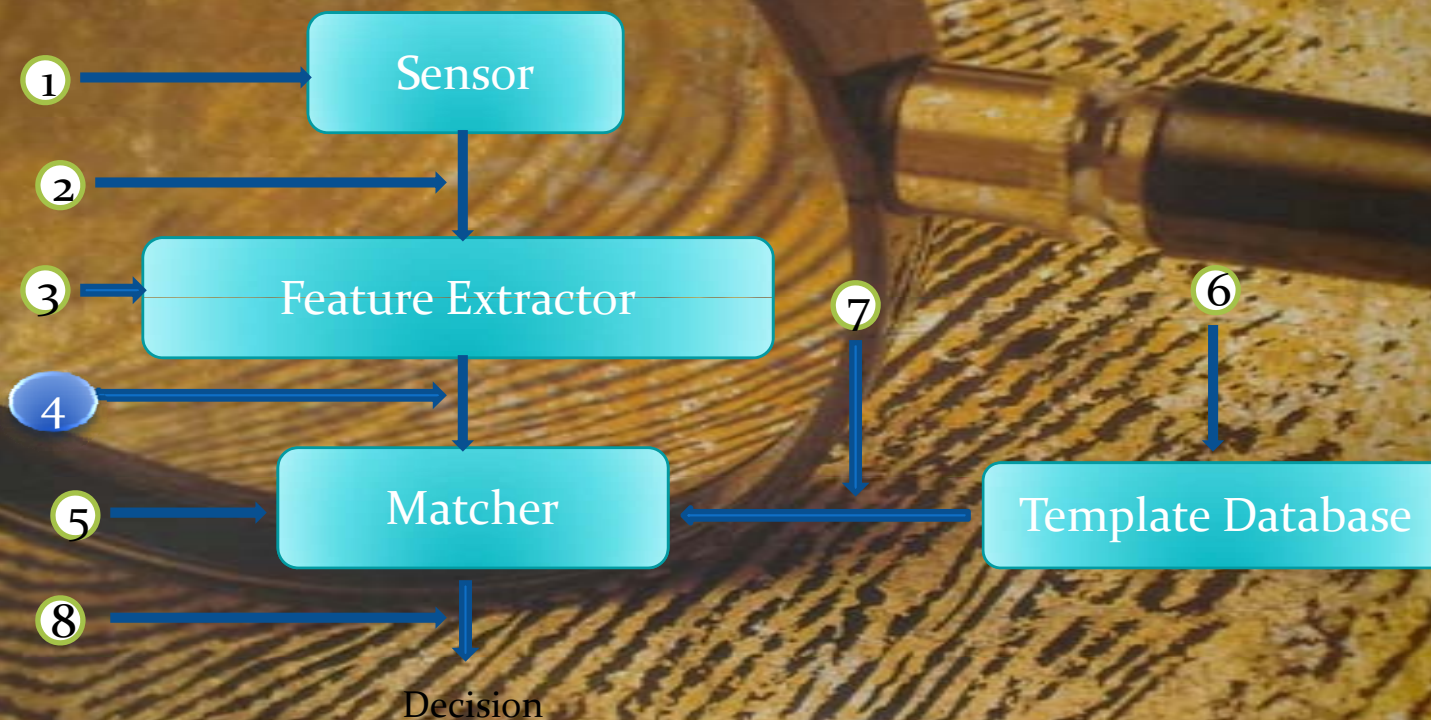 1
Sensor
2
3
Feature Extractor
7
6
4
5
Matcher
Template Database
8
Decision